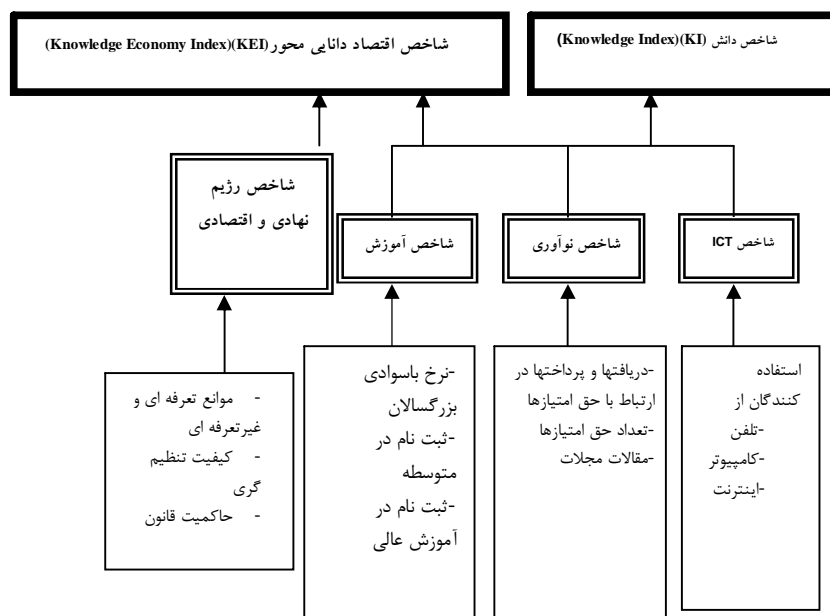 شاخص دانش (KI)(Knowledge Index)
شاخص اقتصاد دانایی محور (KEI)(Knowledge Economy Index)
شاخص رژیم
نهادی و اقتصادی
شاخص ICT
شاخص نوآوری
شاخص آموزش
استفاده
کنندگان از
-تلفن
-کامپیوتر
-اینترنت
-دریافتها و پرداختها در
ارتباط با حق امتیازها
-تعداد حق امتیازها
-مقالات مجلات
-نرخ باسوادی
بزرگسالان
-ثبت نام در
متوسطه
-ثبت نام در
آموزش عالی
- موانع تعرفه ای و
غیرتعرفه ای
- کیفیت تنظیم
گری
- حاکمیت قانون